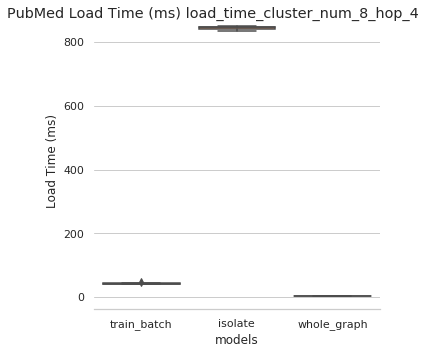 PubMed Load Time (ms) load_time_cluster_num_8_hop_4
800
600
400
200
0
Load Time (ms)
train_batch isolate whole_graph
models